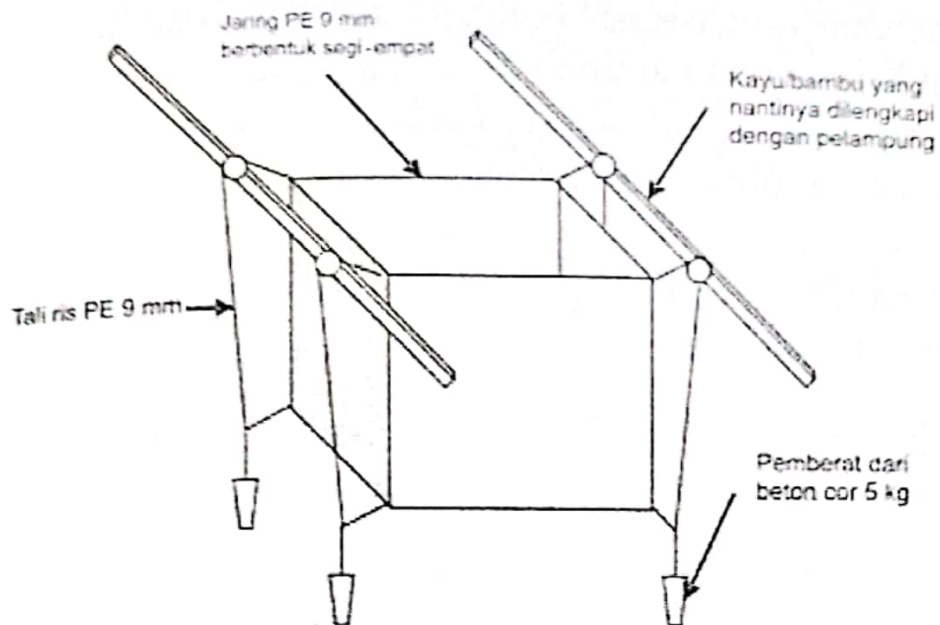 Jaring PE 9 mm
berbentuk segi-empat
Kayu/bambu yang
nantinya dilengkapi
dengan pelampung
Tali ris PE 9 mm
Pemberat dari
beton cor 5 kg